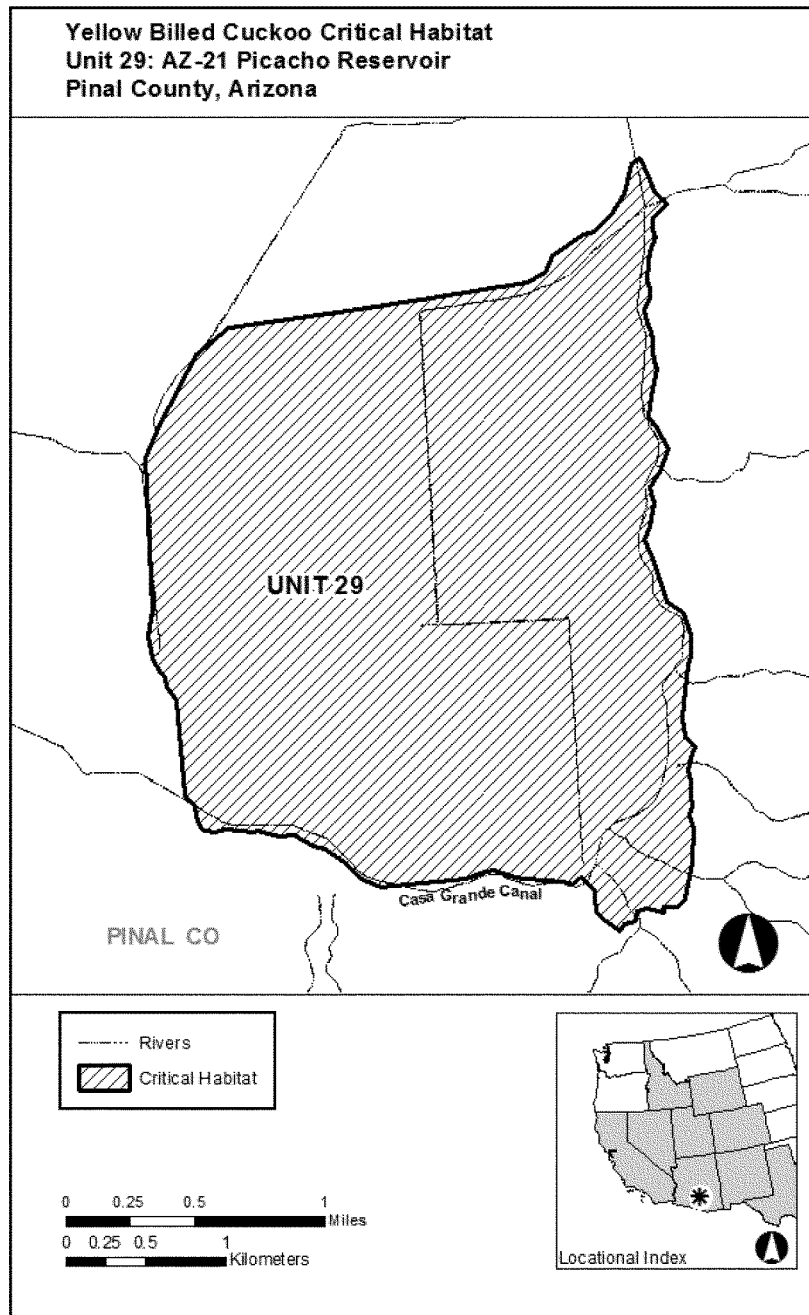 Yellow Billed Cuckoo Critical Habitat
Unit 29: AZ-21 Picacho Reservoir
Pinal County, Arizona
UNIT 29
Casa Grande Canal
PINAL CO
Rivers
Critical Habitat
0 0.25 0.5 1
Miles
0 0.25 0.5 1
Kilometers
Locational Index